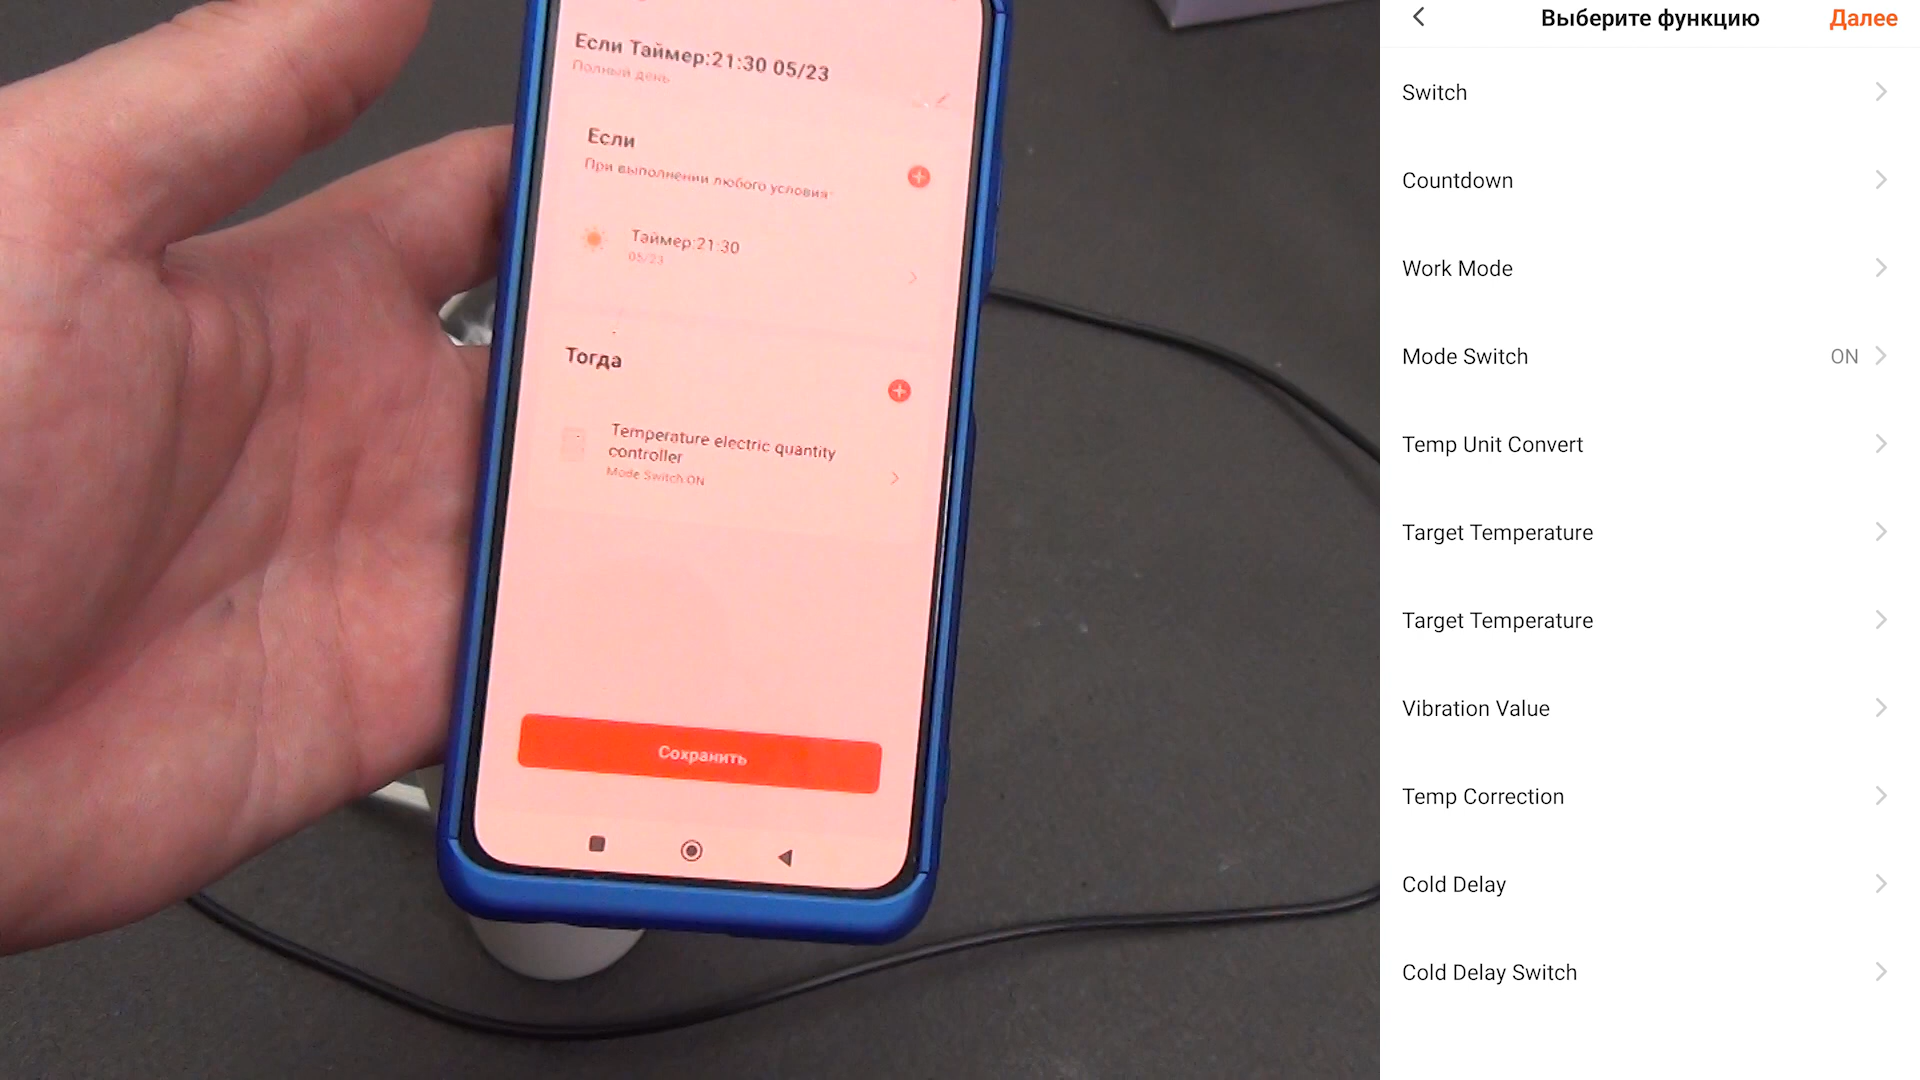 Если Таймер:21:30 05/23
Полный день
Если
При выполнении любого условия
Таймер:21:30
05/23
Тогда
Temperature electric quantity
controller
Mode Switch:ON
Сохранить
Выберите функцию
Далее
Switch
Countdown
Work Mode
Mode Switch
ON
Temp Unit Convert
Target Temperature
Target Temperature
Vibration Value
Temp Correction
Cold Delay
Cold Delay Switch